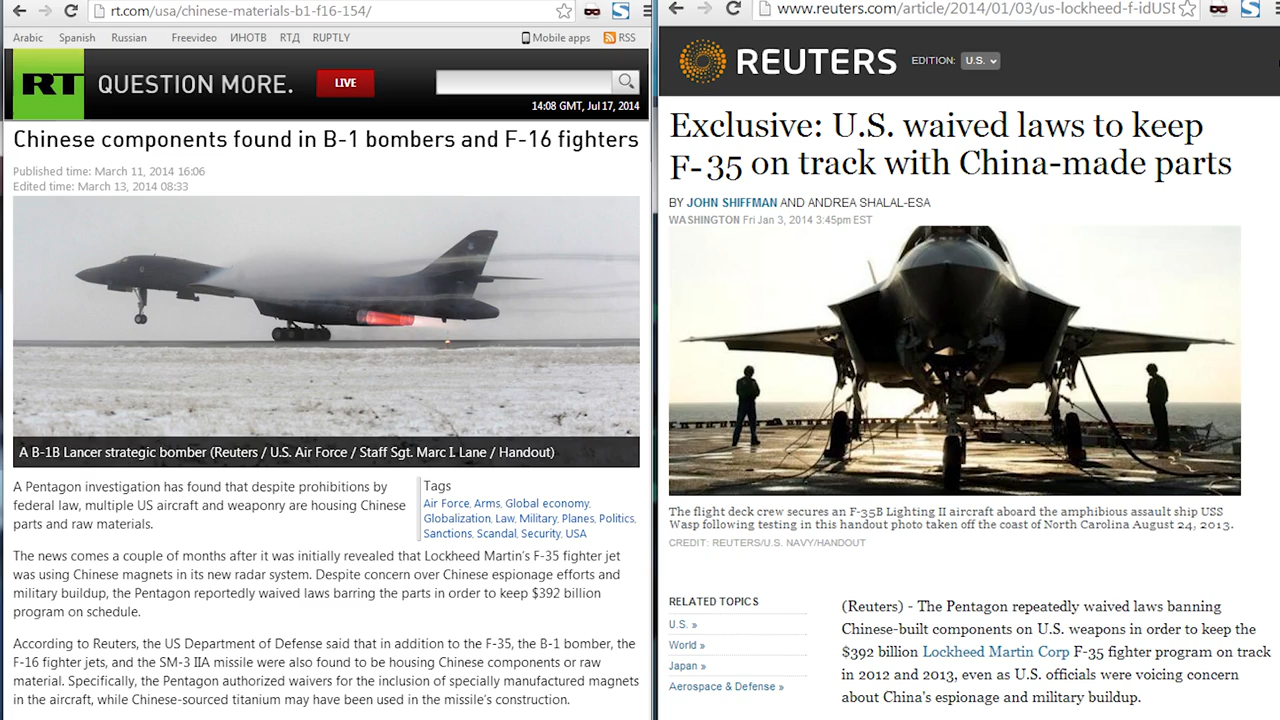 rt.com/usa/chinese-materials-b1-f16-154/
Arabic Spanish Russian Freevideo ИНОТВ РТД RUPTLY Mobile apps RSS
RT QUESTION MORE. LIVE
14:08 GMT, Jul 17, 2014
Chinese components found in B-1 bombers and F-16 fighters
Published time: March 11, 2014 16:06
Edited time: March 13, 2014 08:33
A B-1B Lancer strategic bomber (Reuters / U.S. Air Force / Staff Sgt. Marc I. Lane / Handout)
A Pentagon investigation has found that despite prohibitions by
federal law, multiple US aircraft and weaponry are housing Chinese
parts and raw materials.
Tags
Air Force, Arms, Global economy,
Globalization, Law, Military, Planes, Politics,
Sanctions, Scandal, Security, USA
The news comes a couple of months after it was initially revealed that Lockheed Martin's F-35 fighter jet
was using Chinese magnets in its new radar system. Despite concern over Chinese espionage efforts and
military buildup, the Pentagon reportedly waived laws barring the parts in order to keep $392 billion
program on schedule.
According to Reuters, the US Department of Defense said that in addition to the F-35, the B-1 bomber, the
F-16 fighter jets, and the SM-3 IIA missile were also found to be housing Chinese components or raw
material. Specifically, the Pentagon authorized waivers for the inclusion of specially manufactured magnets
in the aircraft, while Chinese-sourced titanium may have been used in the missile's construction.
www.reuters.com/article/2014/01/03/us-lockheed-f-idUSI
REUTERS EDITION: U.S.
Exclusive: U.S. waived laws to keep
F-35 on track with China-made parts
BY JOHN SHIFFMAN AND ANDREA SHALAL-ESA
WASHINGTON Fri Jan 3, 2014 3:45pm EST
The flight deck crew secures an F-35B Lighting II aircraft aboard the amphibious assault ship USS
Wasp following testing in this handout photo taken off the coast of North Carolina August 24, 2013.
CREDIT: REUTERS/U.S. NAVY/HANDOUT
RELATED TOPICS
U.S. »
World »
Japan »
Aerospace & Defense »
(Reuters) - The Pentagon repeatedly waived laws banning
Chinese-built components on U.S. weapons in order to keep the
$392 billion Lockheed Martin Corp F-35 fighter program on track
in 2012 and 2013, even as U.S. officials were voicing concern
about China's espionage and military buildup.